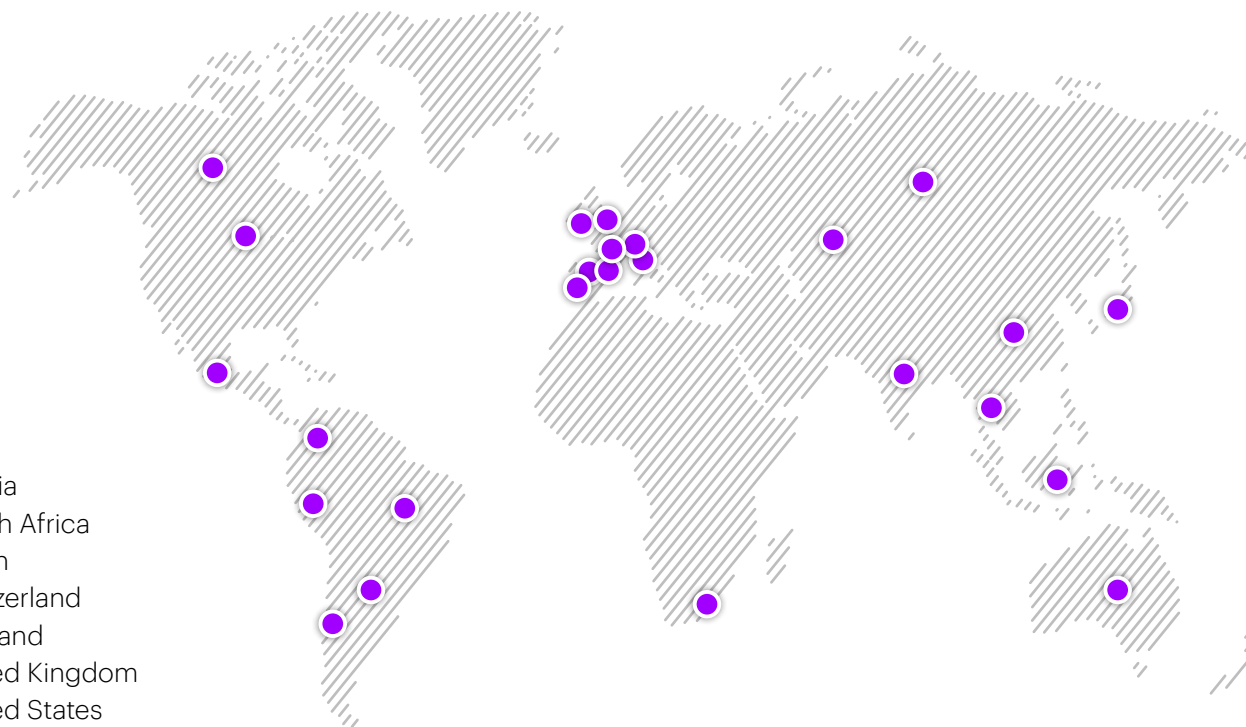 ia
h Africa
n
zerland
and
ed Kingdom
ed States